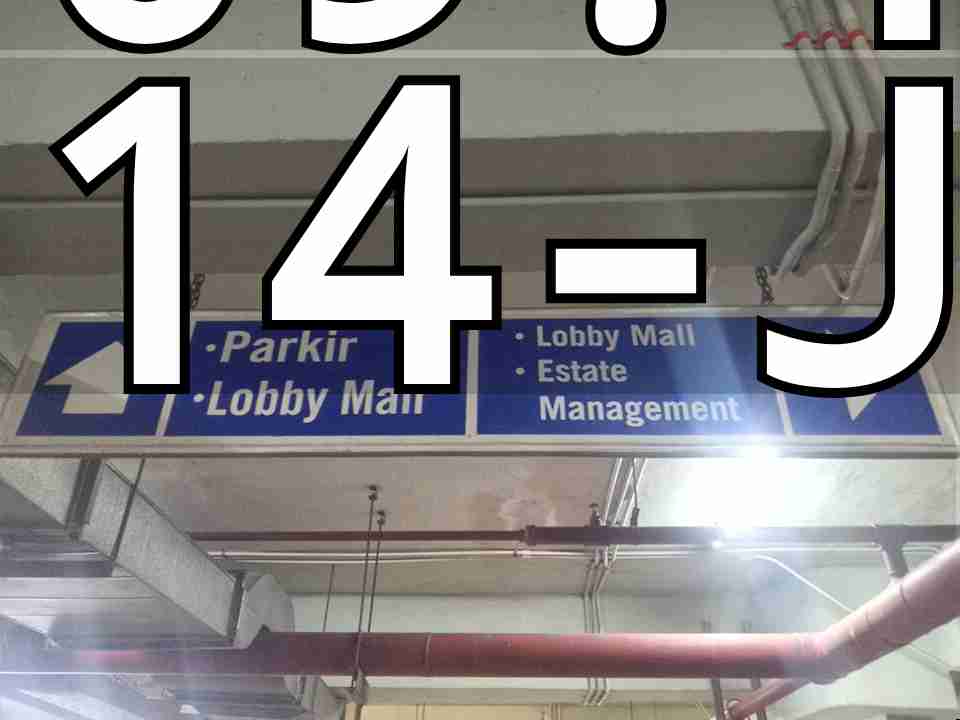 14-J
•Parkir
•Lobby Mall
• Lobby Mall
• Estate
Management